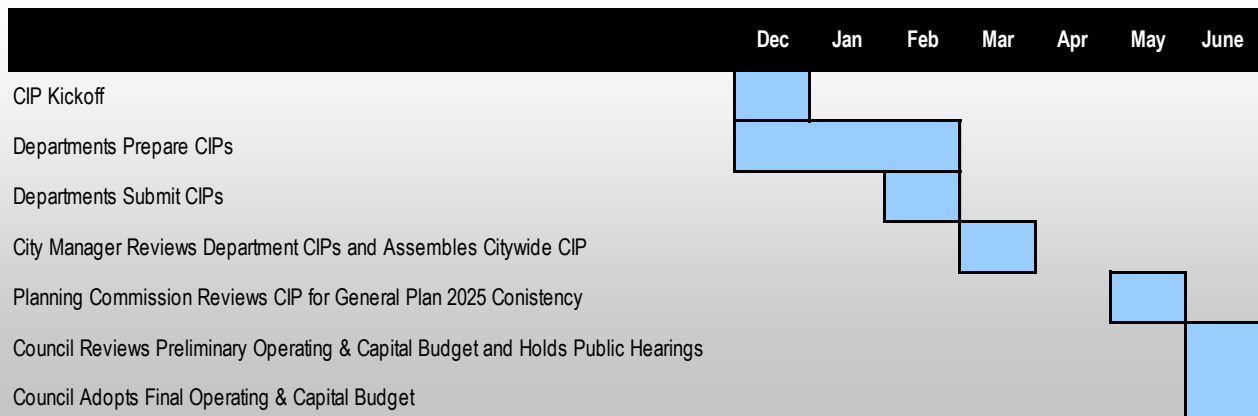 Dec Jan Feb Mar Apr May June
CIP Kickoff
Departments Prepare CIPs
Departments Submit CIPs
City Manager Reviews Department CIPs and Assembles Citywide CIP
Planning Commission Reviews CIP for General Plan 2025 Conistency
Council Reviews Preliminary Operating & Capital Budget and Holds Public Hearings
Council Adopts Final Operating & Capital Budget